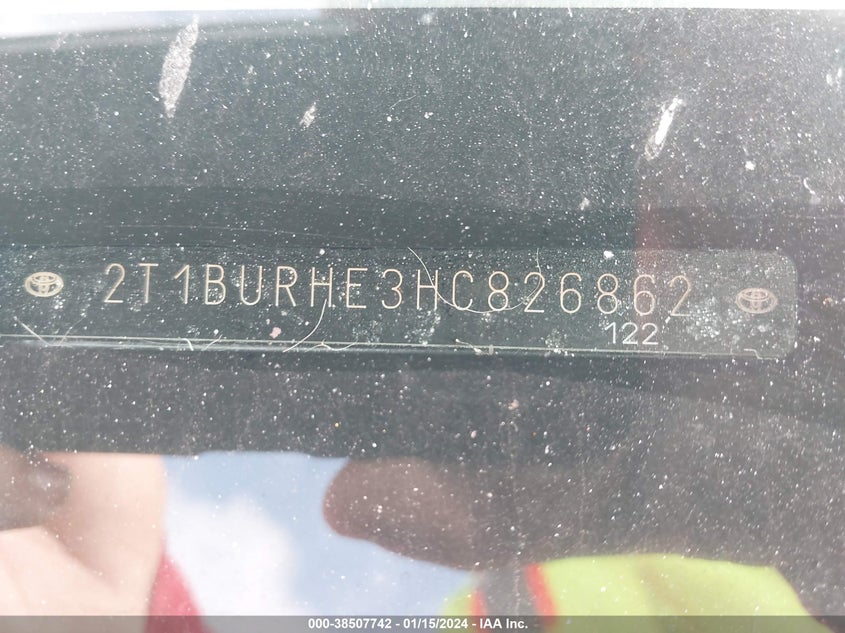 2T1BURHE3HC826862
122
000-38507742 - 01/15/2024 - IAA Inc.